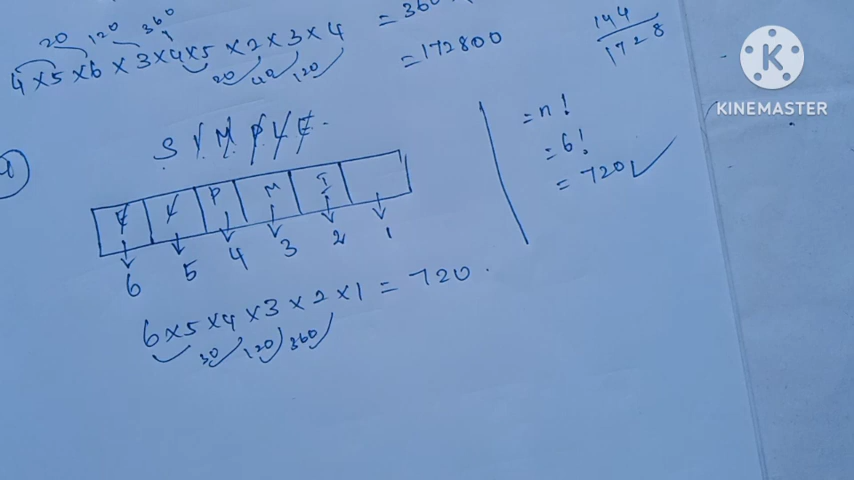 20 120 360
4×5×6×3×4×5×2×3×4 = 360
20 40 120
= 172800
144
1728
KINEMASTER
S I M P L E
E L P M I
6 5 4 3 2 1
6×5×4×3×2×1 = 720
30 120 360
= n!
= 6!
= 720